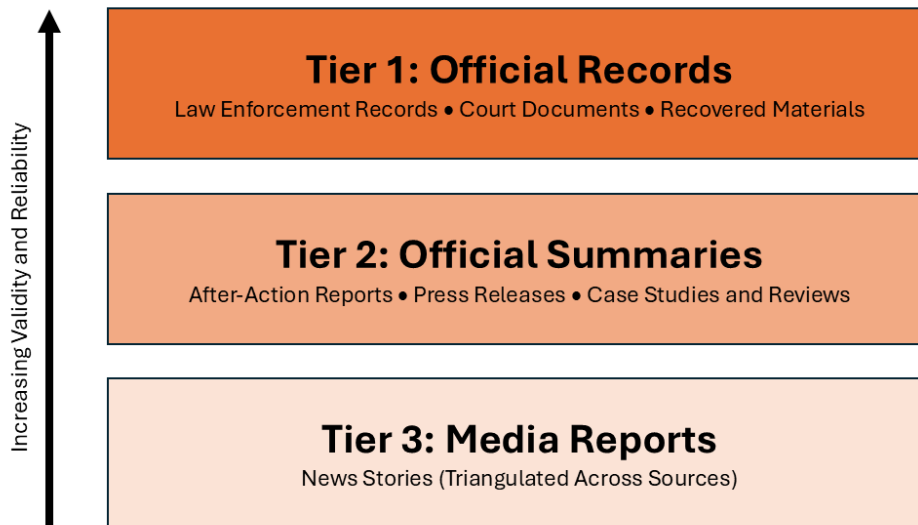 Increasing Validity and Reliability
Tier 1: Official Records
Law Enforcement Records • Court Documents • Recovered Materials
Tier 2: Official Summaries
After-Action Reports • Press Releases • Case Studies and Reviews
Tier 3: Media Reports
News Stories (Triangulated Across Sources)